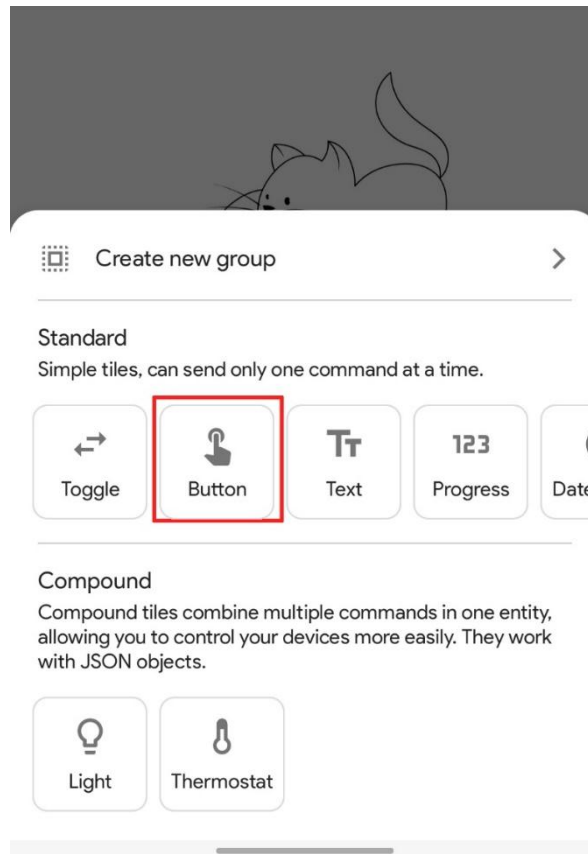 Create new group
Standard
Simple tiles, can send only one command at a time.
Toggle
Button
Tт
Text
123
Progress
Date
Compound
Compound tiles combine multiple commands in one entity,
allowing you to control your devices more easily. They work
with JSON objects.
Light
Thermostat